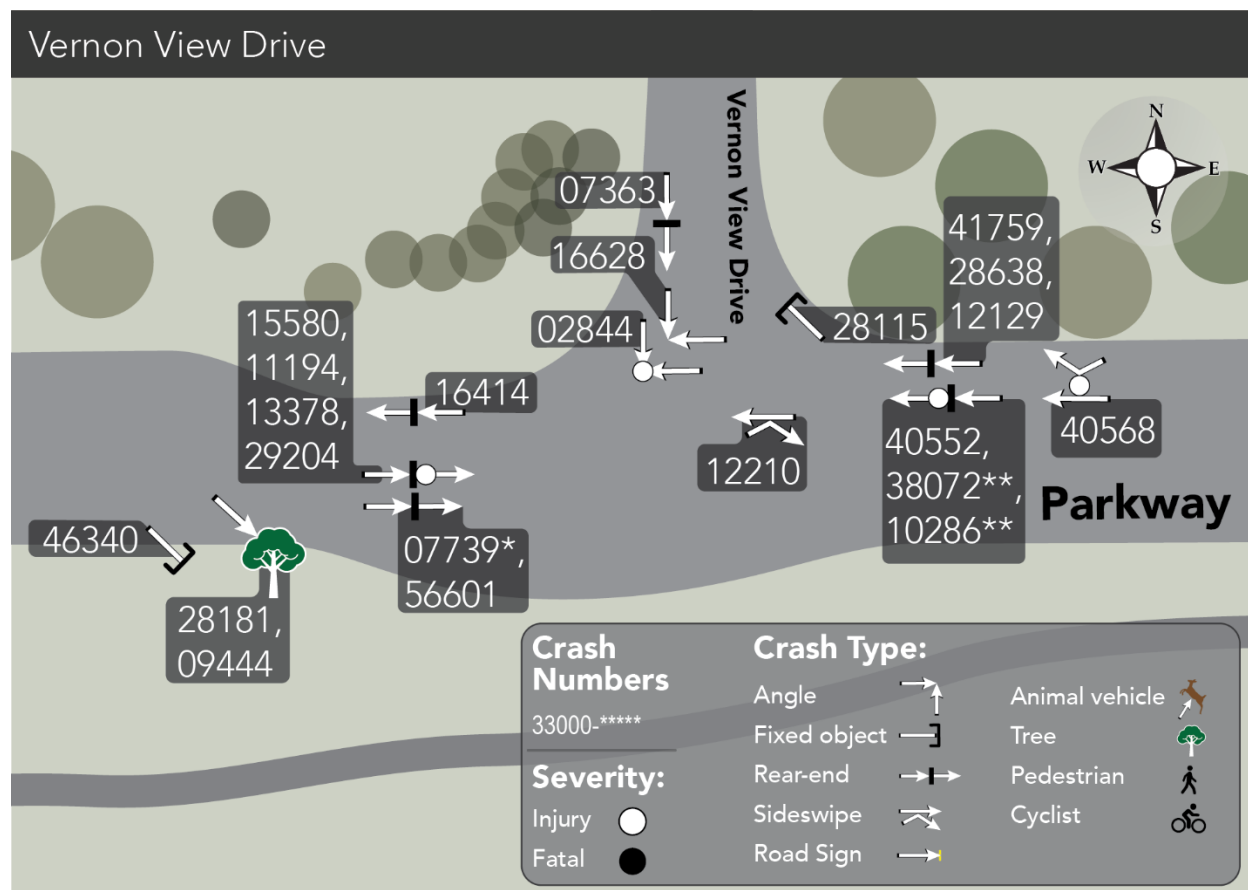 Vernon View Drive
Vernon View Drive
N
W
E
S
07363
16628
02844
41759,
28638,
12129
28115
15580,
11194,
13378,
29204
16414
40568
12210
40552,
38072**,
10286**
Parkway
46340
07739*,
56601
28181,
09444
Crash
Numbers
33000-*****
Severity:
Injury
Fatal
Crash Type:
Angle
Fixed object
Rear-end
Sideswipe
Road Sign
Animal vehicle
Tree
Pedestrian
Cyclist